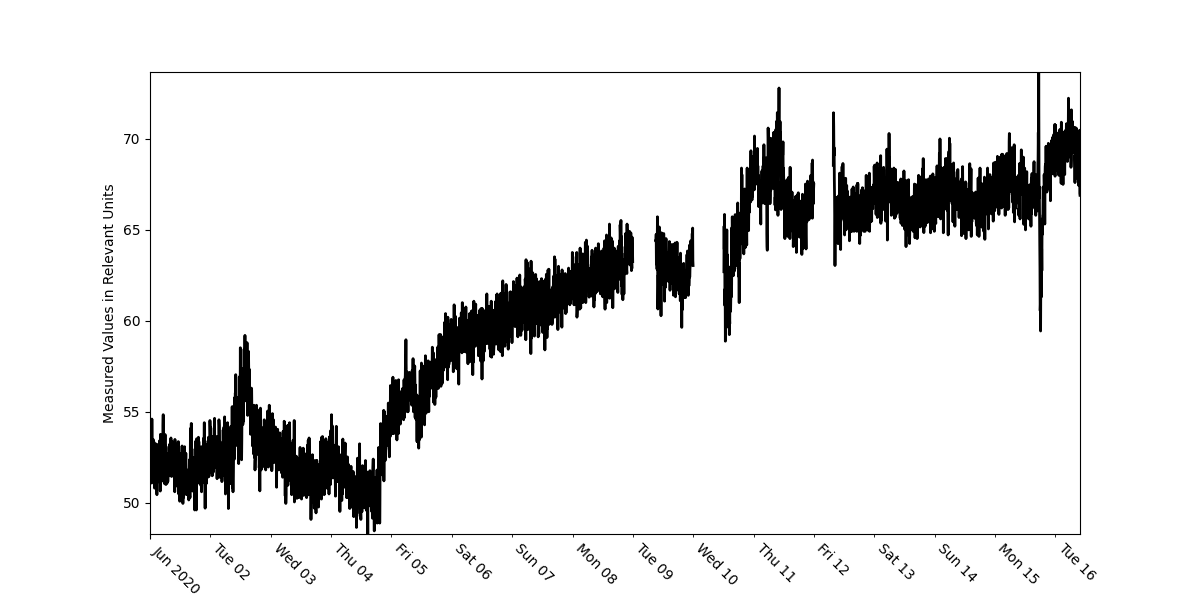 Measured Values in Relevant Units
70
65
60
55
50
Jun 2020
Tue 02
Wed 03
Thu 04
Fri 05
Sat 06
Sun 07
Mon 08
Tue 09
Wed 10
Thu 11
Fri 12
Sat 13
Sun 14
Mon 15
Tue 16